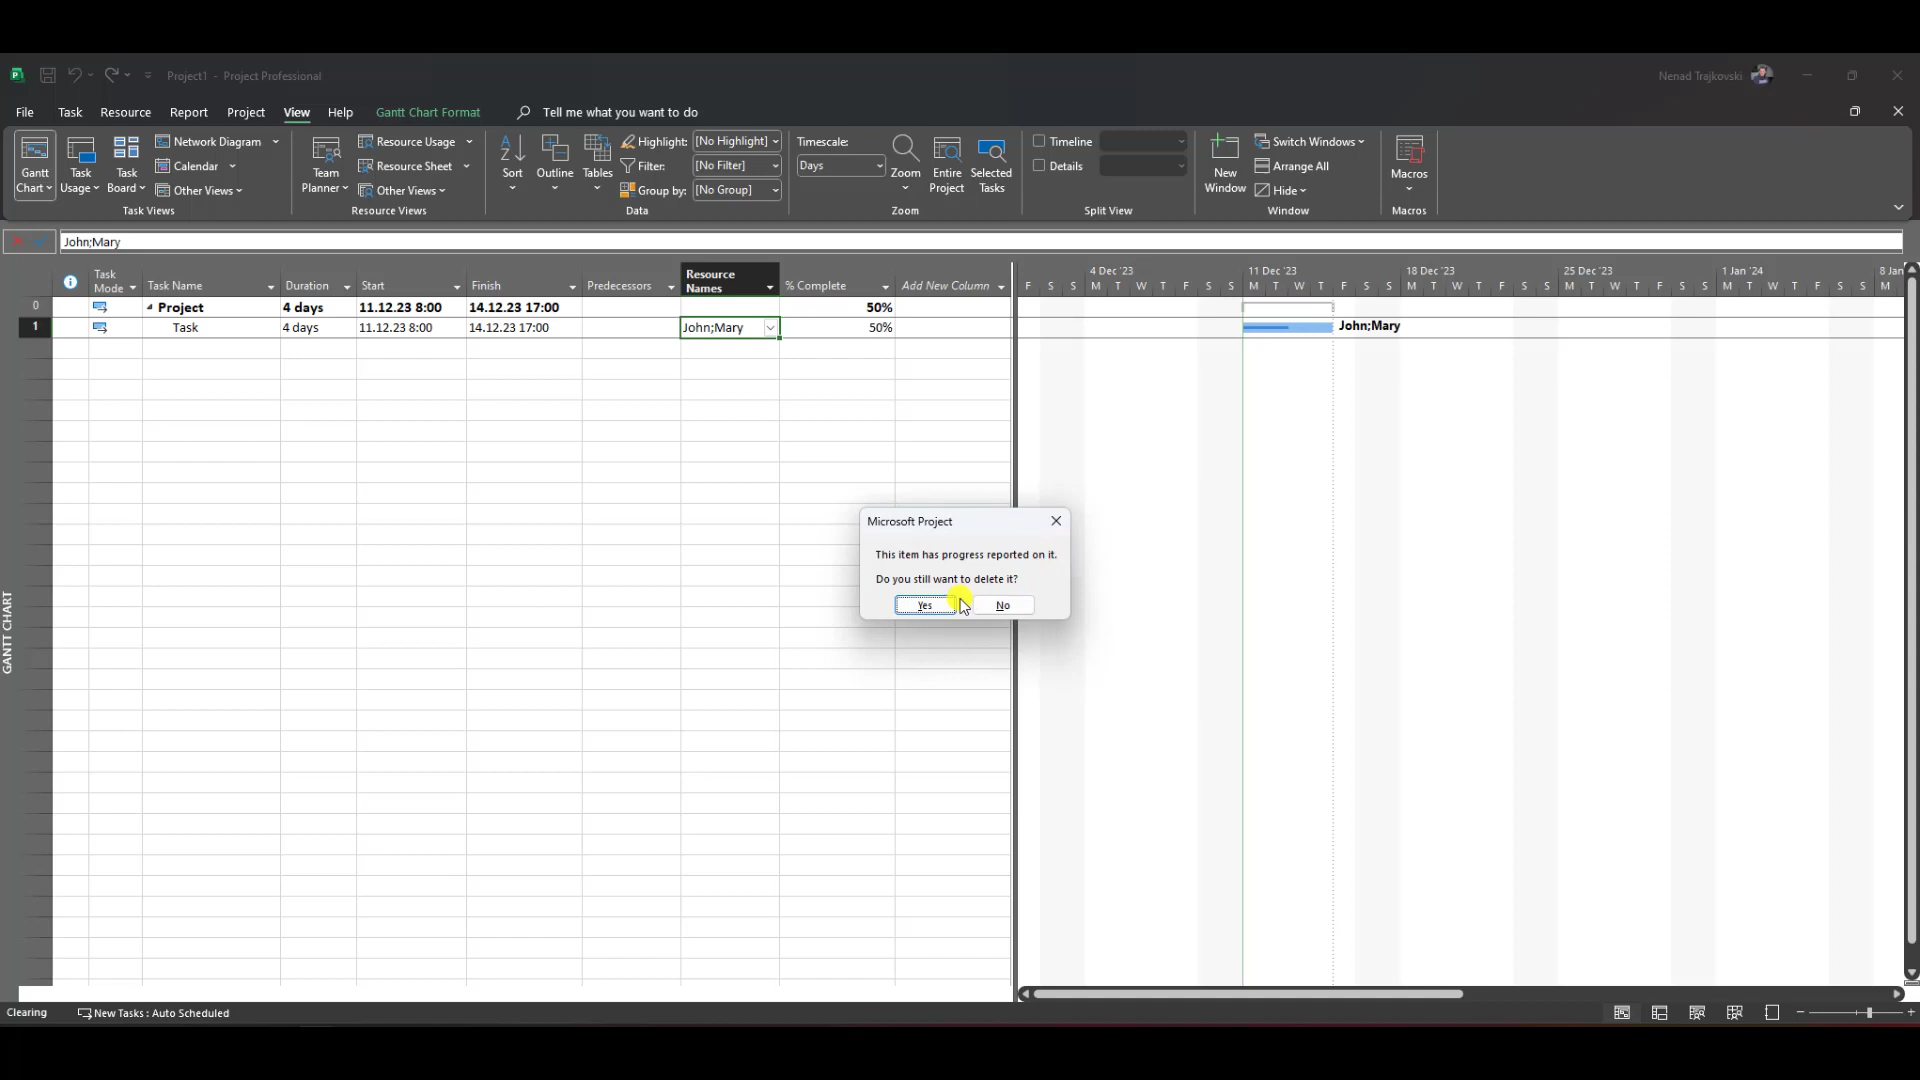 Project1 - Project Professional
Nenad Trajkovski
File Task Resource Report Project View Help Gantt Chart Format Tell me what you want to do
Gantt Chart
Task Usage
Task Board
Network Diagram
Calendar
Other Views
Task Views
Team Planner
Resource Usage
Resource Sheet
Other Views
Resource Views
Sort
Outline
Tables
Highlight: [No Highlight]
Filter: [No Filter]
Group by: [No Group]
Data
Timescale:
Days
Zoom
Entire Project
Selected Tasks
Zoom
Timeline
Details
Split View
New Window
Switch Windows
Arrange All
Hide
Window
Macros
Macros
John;Mary
Task Mode Task Name Duration Start Finish Predecessors Resource Names % Complete Add New Column
0 Project 4 days 11.12.23 8:00 14.12.23 17:00 50%
1 Task 4 days 11.12.23 8:00 14.12.23 17:00 John;Mary 50%
4 Dec '23 11 Dec '23 18 Dec '23 25 Dec '23 1 Jan '24 8 Jan
F S S M T W T F S S M T W T F S S M T W T F S S M T W T F S S M T W T F S S M
John;Mary
Microsoft Project
This item has progress reported on it.
Do you still want to delete it?
Yes No
GANTT CHART
Clearing New Tasks : Auto Scheduled